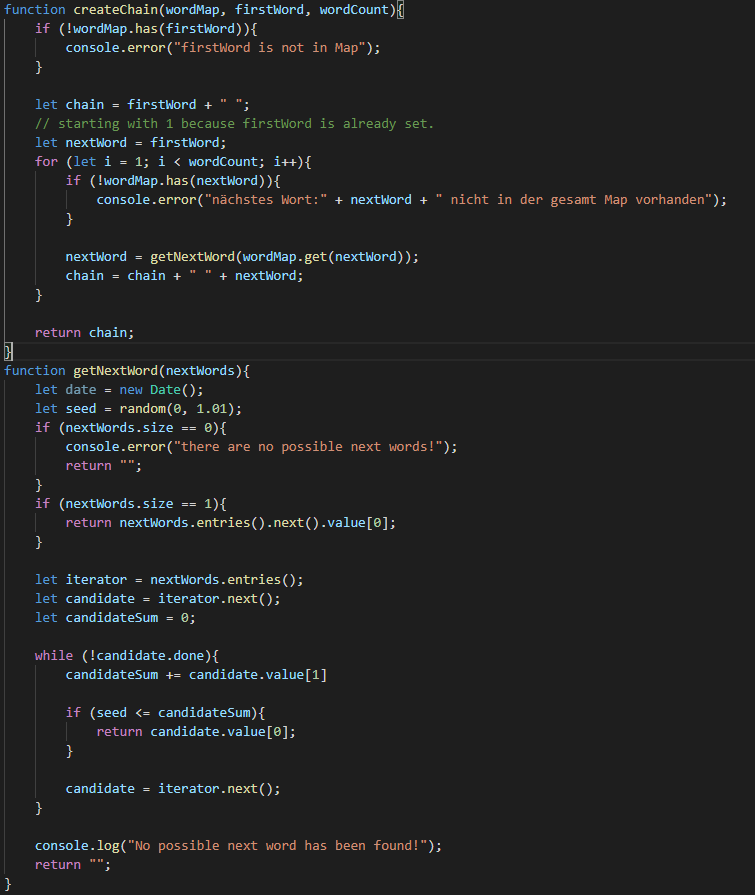 function createChain(wordMap, firstWord, wordCount){
    if (!wordMap.has(firstWord)){
        console.error("firstWord is not in Map");
    }

    let chain = firstWord + " ";
    // starting with 1 because firstWord is already set.
    let nextWord = firstWord;
    for (let i = 1; i < wordCount; i++){
        if (!wordMap.has(nextWord)){
            console.error("nächstes Wort:" + nextWord + " nicht in der gesamt Map vorhanden");
        }

        nextWord = getNextWord(wordMap.get(nextWord));
        chain = chain + " " + nextWord;
    }

    return chain;
}
function getNextWord(nextWords){
    let date = new Date();
    let seed = random(0, 1.01);
    if (nextWords.size == 0){
        console.error("there are no possible next words!");
        return "";
    }
    if (nextWords.size == 1){
        return nextWords.entries().next().value[0];
    }

    let iterator = nextWords.entries();
    let candidate = iterator.next();
    let candidateSum = 0;

    while (!candidate.done){
        candidateSum += candidate.value[1]

        if (seed <= candidateSum){
            return candidate.value[0];
        }

        candidate = iterator.next();
    }

    console.log("No possible next word has been found!");
    return "";
}